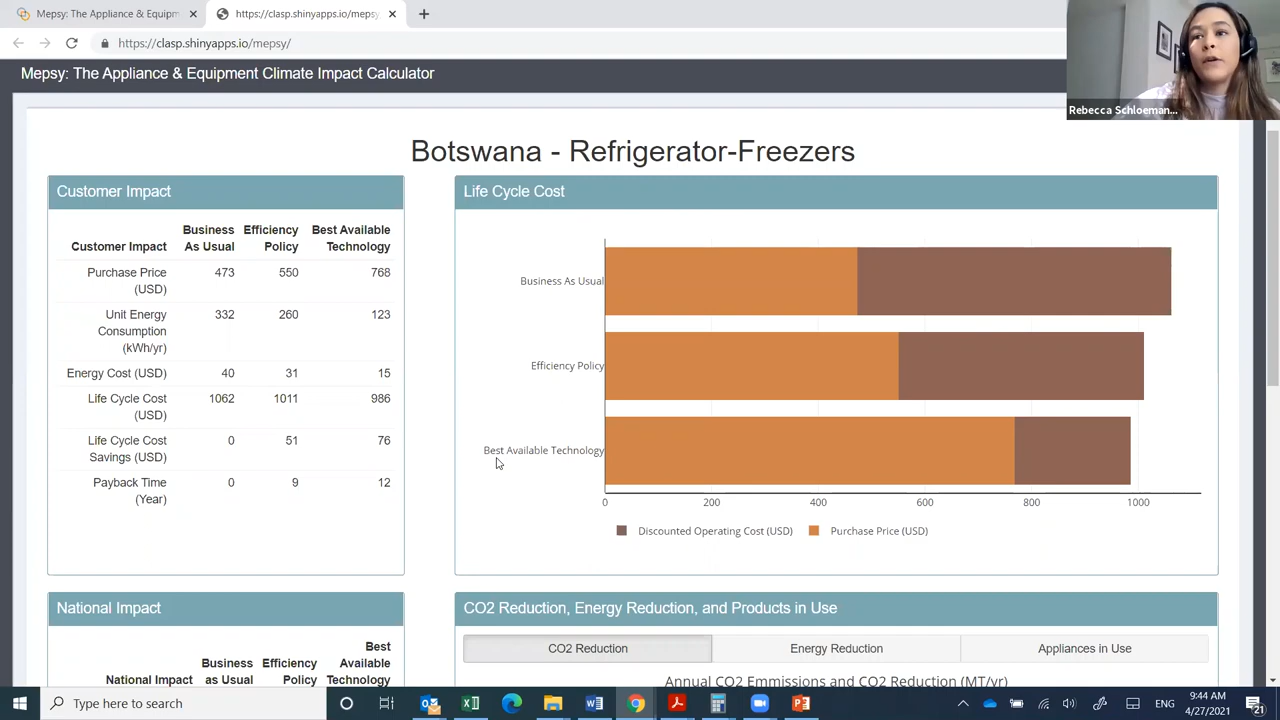 Mepsy: The Appliance & Equipm
https://clasp.shinyapps.io/mepsy
https://clasp.shinyapps.io/mepsy/
Mepsy: The Appliance & Equipment Climate Impact Calculator
Rebecca Schloeman...
Botswana - Refrigerator-Freezers
Customer Impact
Customer Impact Business As Usual Efficiency Policy Best Available Technology
Purchase Price (USD) 473 550 768
Unit Energy Consumption (kWh/yr) 332 260 123
Energy Cost (USD) 40 31 15
Life Cycle Cost (USD) 1062 1011 986
Life Cycle Cost Savings (USD) 0 51 76
Payback Time (Year) 0 9 12
Life Cycle Cost
Business As Usual
Efficiency Policy
Best Available Technology
0 200 400 600 800 1000
Discounted Operating Cost (USD) Purchase Price (USD)
National Impact
National Impact Business as Usual Efficiency Policy Best Available Technology
CO2 Reduction, Energy Reduction, and Products in Use
CO2 Reduction Energy Reduction Appliances in Use
Annual CO2 Emmissions and CO2 Reduction (MT/yr)
Type here to search
ENG
9:44 AM
4/27/2021
21